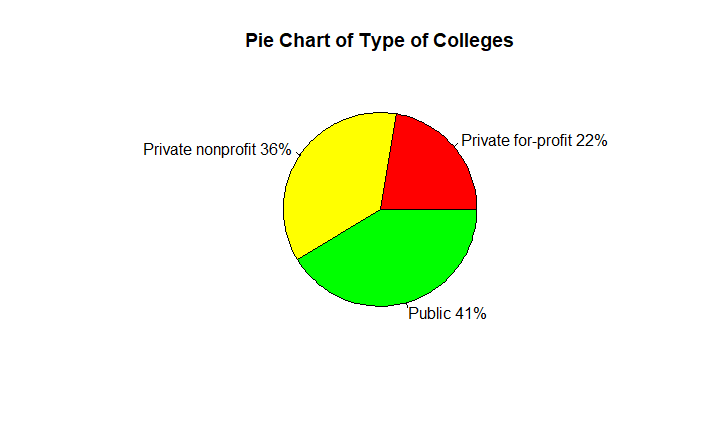 Pie Chart of Type of Colleges
Private for-profit 22%
Private nonprofit 36%
Public 41%